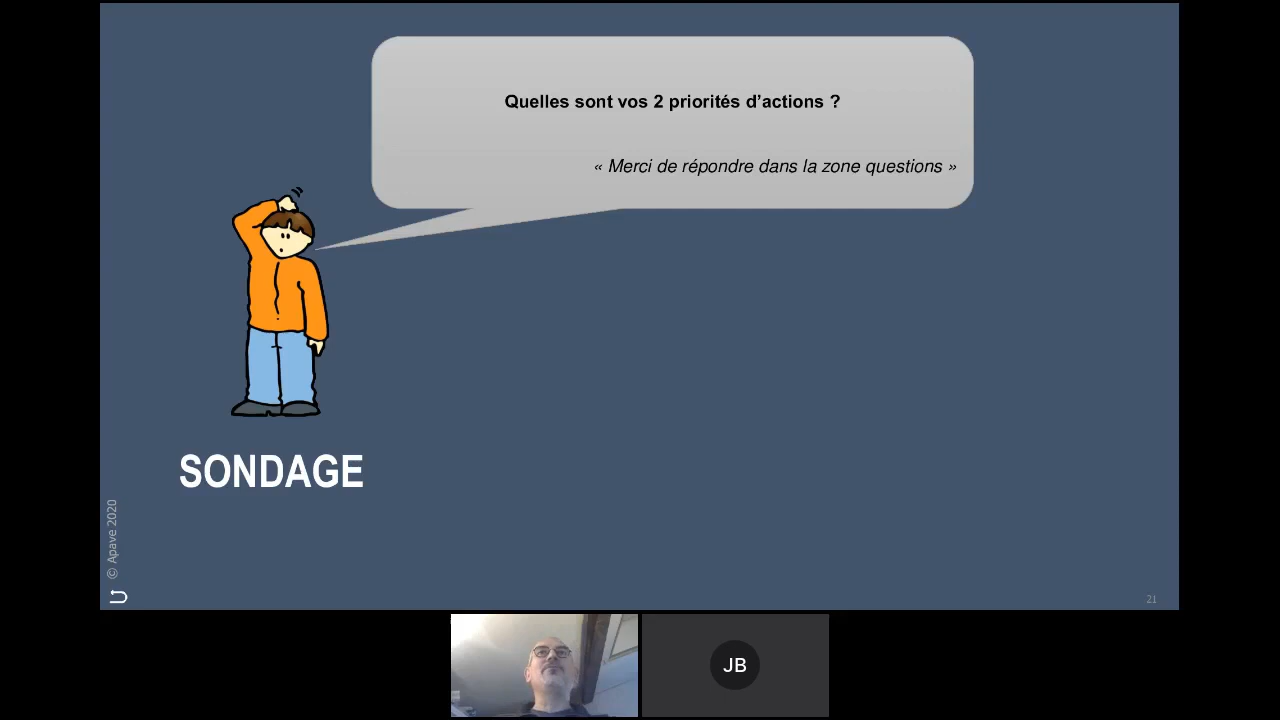 Quelles sont vos 2 priorités d’actions ?
« Merci de répondre dans la zone questions »
SONDAGE
© Apave 2020
21
JB